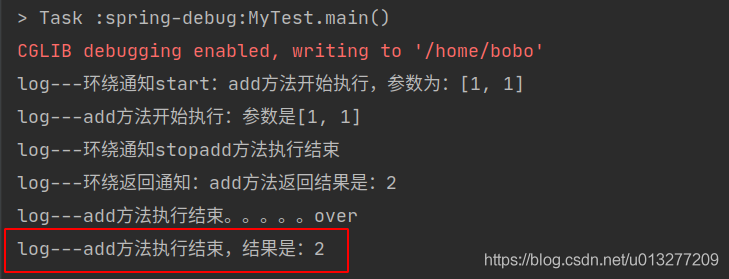 > Task :spring-debug:MyTest.main()
CGLIB debugging enabled, writing to '/home/bobo'
log---环绕通知start：add方法开始执行，参数为：[1, 1]
log---add方法开始执行：参数是[1, 1]
log---环绕通知stopadd方法执行结束
log---环绕返回通知：add方法返回结果是：2
log---add方法执行结束。。。。。over
log---add方法执行结束，结果是：2
https://blog.csdn.net/u013277209